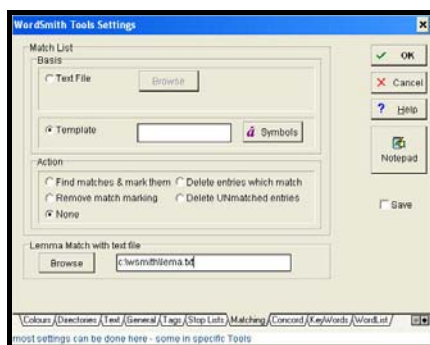 WordSmith Tools Settings
Match List
Basis
Text File
Browse
Template
á Symbols
Action
Find matches & mark them
Delete entries which match
Remove match marking
Delete UNmatched entries
None
Lemma Match with text file
Browse
c:\wsmith\lema.txt
OK
Cancel
? Help
Notepad
Save
Colours / Directories / Text / General / Tags / Stop Lists / Matching / Concord / KeyWords / WordList /
most settings can be done here - some in specific Tools